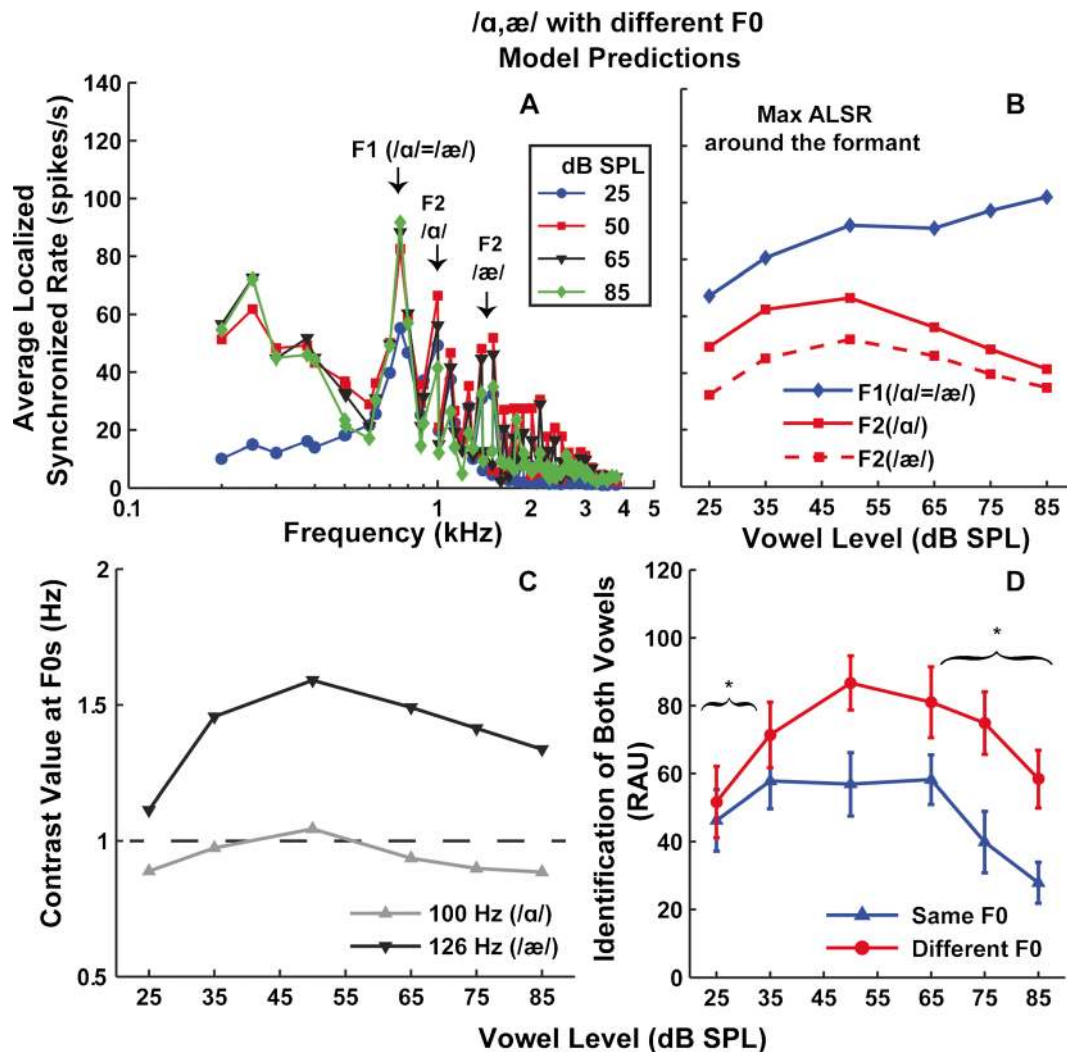 /ɑ,æ/ with different F0
Model Predictions
Average Localized
Synchronized Rate (spikes/s)
140
120
100
80
60
40
20
0
A
F1 (/ɑ/=/æ/)
F2
/ɑ/
F2
/æ/
dB SPL
25
50
65
85
0.1
1
2
3
4
5
Frequency (kHz)
B
Max ALSR
around the formant
F1(/ɑ/=/æ/)
F2(/ɑ/)
F2(/æ/)
25 35 45 55 65 75 85
Vowel Level (dB SPL)
Contrast Value at F0s (Hz)
2
1.5
1
0.5
C
100 Hz (/ɑ/)
126 Hz (/æ/)
25 35 45 55 65 75 85
Identification of Both Vowels
(RAU)
120
100
80
60
40
20
0
D
*
*
Same F0
Different F0
25 35 45 55 65 75 85
Vowel Level (dB SPL)